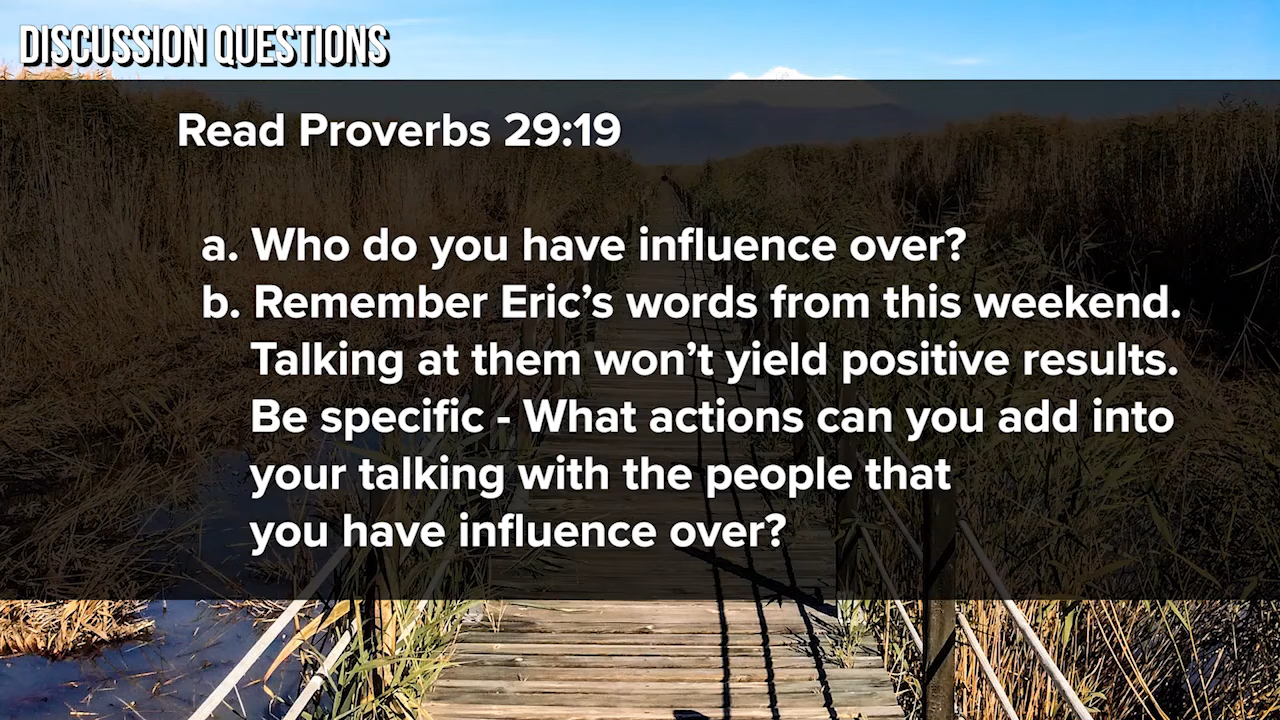 DISCUSSION QUESTIONS
Read Proverbs 29:19
a. Who do you have influence over?
b. Remember Eric’s words from this weekend.
Talking at them won’t yield positive results.
Be specific - What actions can you add into
your talking with the people that
you have influence over?